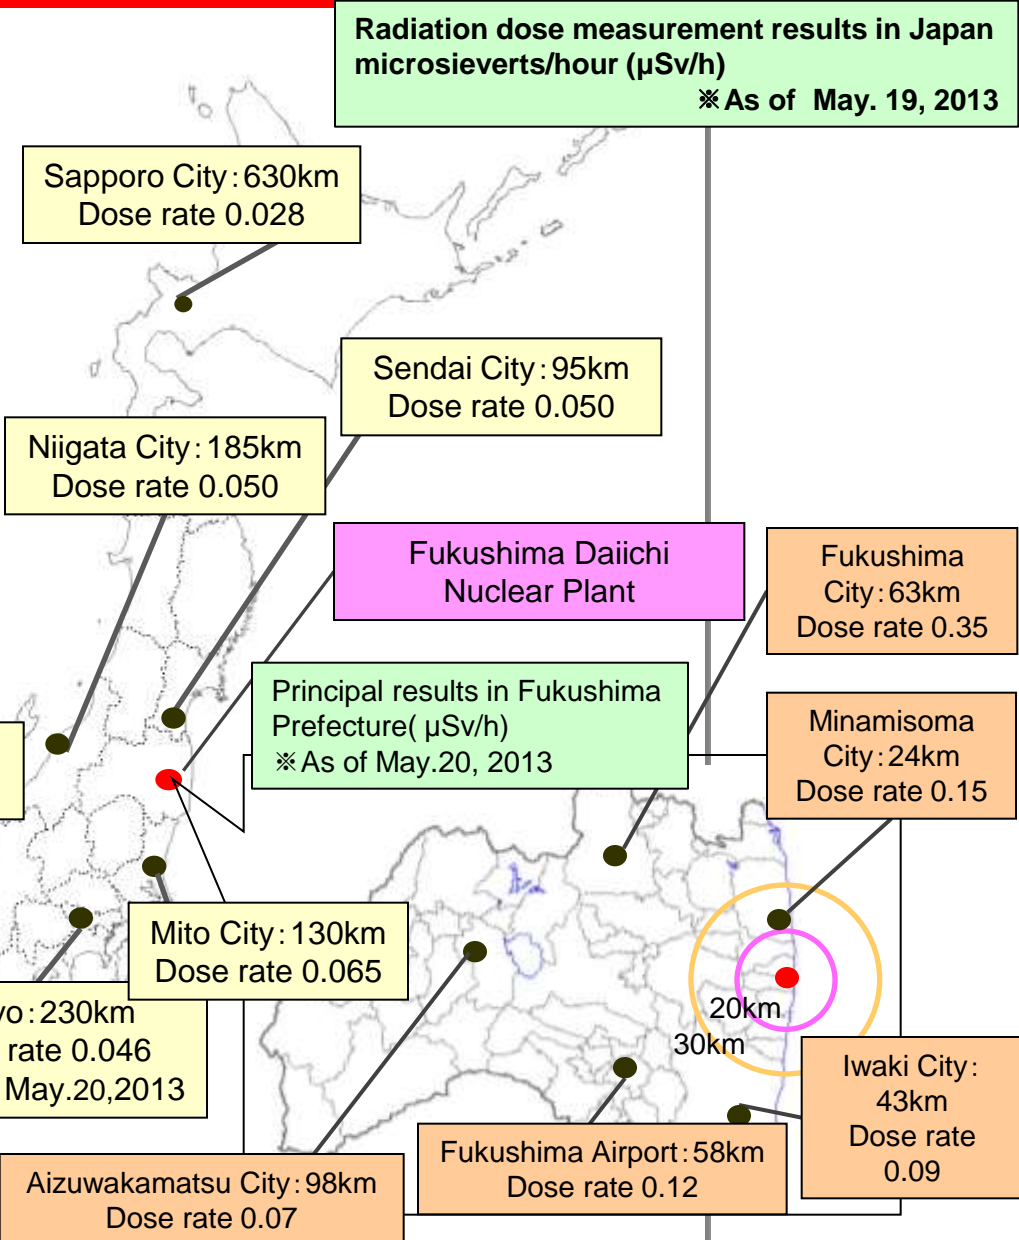 Radiation dose measurement results in Japan
microsieverts/hour (μSv/h)
※As of May. 19, 2013
Sapporo City:630km
Dose rate 0.028
Sendai City:95km
Dose rate 0.050
Niigata City:185km
Dose rate 0.050
Fukushima Daiichi
Nuclear Plant
Fukushima
City:63km
Dose rate 0.35
Principal results in Fukushima
Prefecture( μSv/h)
※As of May.20, 2013
Minamisoma
City:24km
Dose rate 0.15
Mito City:130km
Dose rate 0.065
yo:230km
rate 0.046
May.20,2013
20km
30km
Iwaki City:
43km
Dose rate
0.09
Fukushima Airport:58km
Dose rate 0.12
Aizuwakamatsu City:98km
Dose rate 0.07